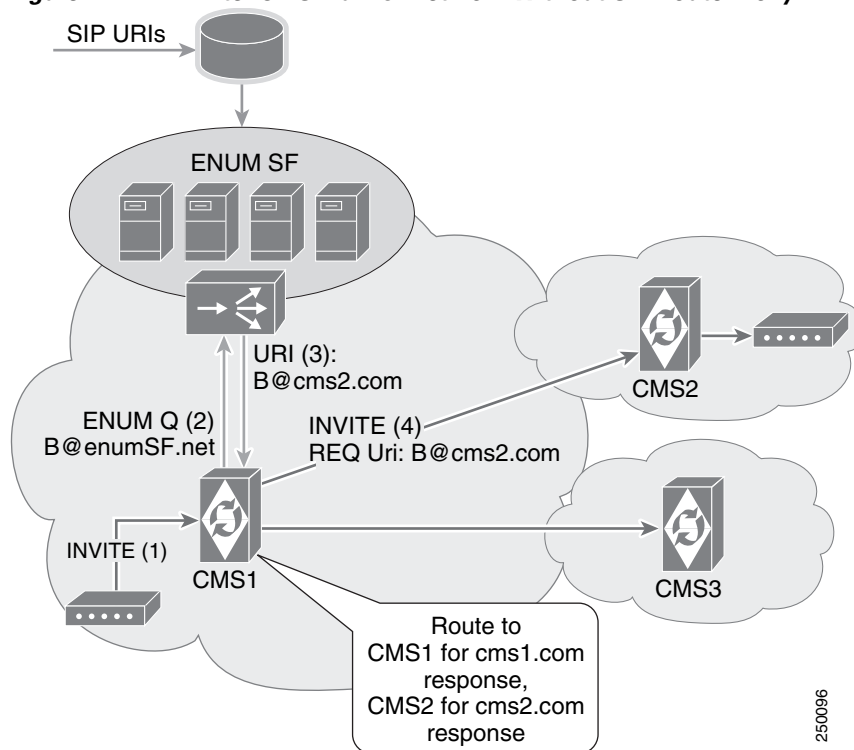 SIP URIs
ENUM SF
URI (3):
B@cms2.com
ENUM Q (2)
B@enumSF.net
INVITE (4)
REQ Uri: B@cms2.com
CMS2
INVITE (1)
CMS1
CMS3
Route to
CMS1 for cms1.com
response,
CMS2 for cms2.com
response
250096